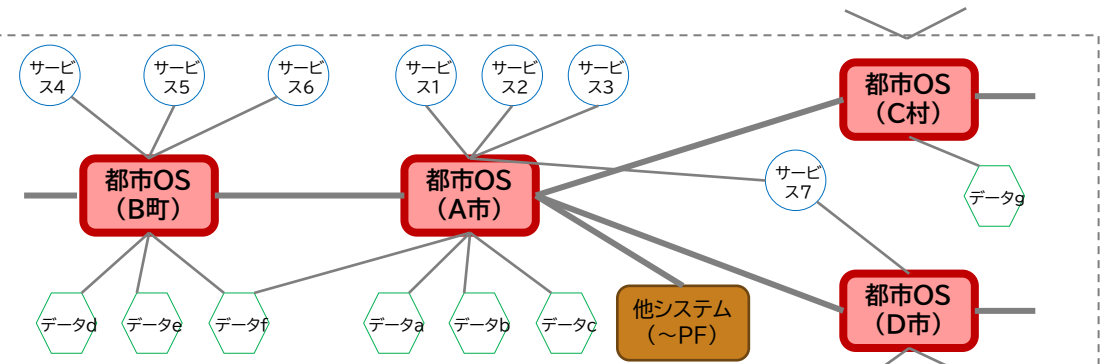 サービ
ス4
サービ
ス5
サービ
ス6
サービ
ス1
サービ
ス2
サービ
ス3
都市OS
（C村）
都市OS
（B町）
都市OS
（A市）
サービ
ス7
データg
データd
データe
データf
データa
データb
データc
他システム
（～PF）
都市OS
（D市）